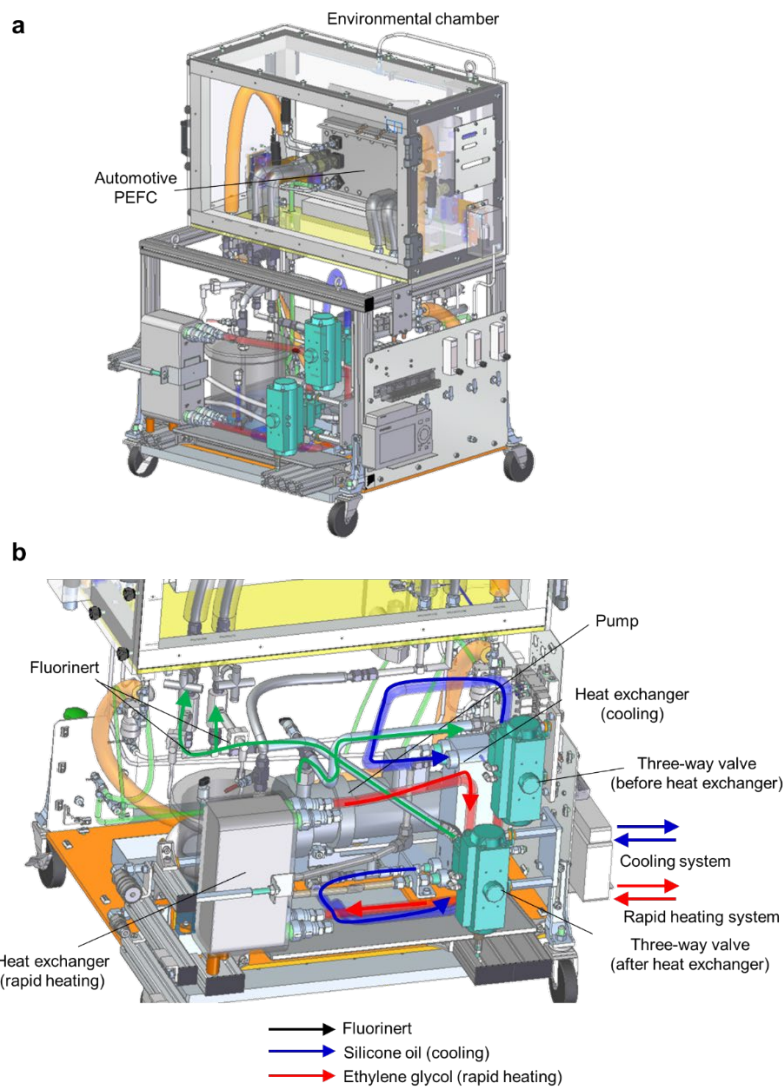 a
Environmental chamber
Automotive
PEFC
b
Pump
Fluorinert
Heat exchanger
(cooling)
Three-way valve
(before heat exchanger)
Cooling system
Rapid heating system
Three-way valve
(after heat exchanger)
Heat exchanger
(rapid heating)
Fluorinert
Silicone oil (cooling)
Ethylene glycol (rapid heating)